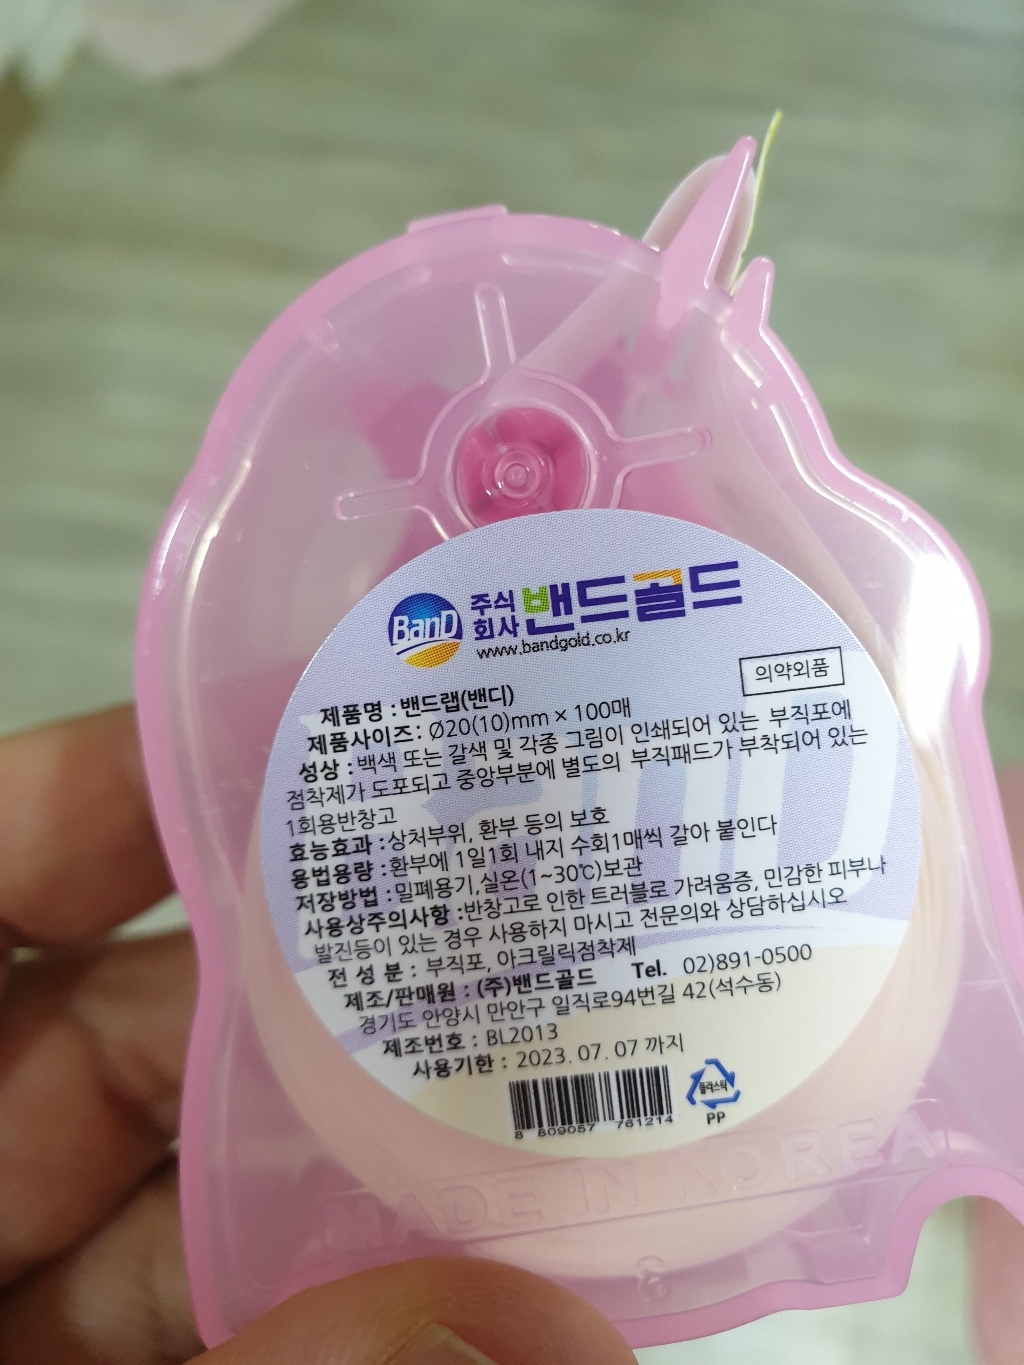 BanD 주식회사 밴드골드
www.bandgold.co.kr
의약외품
제품명 : 밴드랩(밴디)
제품사이즈 : Ø20(10)mm × 100매
성상 : 백색 또는 갈색 및 각종 그림이 인쇄되어 있는 부직포에
점착제가 도포되고 중앙부분에 별도의 부직패드가 부착되어 있는
1회용반창고
효능효과 : 상처부위, 환부 등의 보호
용법용량 : 환부에 1일1회 내지 수회1매씩 갈아 붙인다
저장방법 : 밀폐용기,실온(1~30℃)보관
사용상주의사항 : 반창고로 인한 트러블로 가려움증, 민감한 피부나
발진등이 있는 경우 사용하지 마시고 전문의와 상담하십시오
전 성 분 : 부직포, 아크릴릭점착제
제조/판매원 : (주)밴드골드 Tel. 02)891-0500
경기도 안양시 만안구 일직로94번길 42(석수동)
제조번호 : BL2013
사용기한 : 2023. 07. 07 까지
8 809057 761214
플라스틱
PP
MADE IN KOREA
3